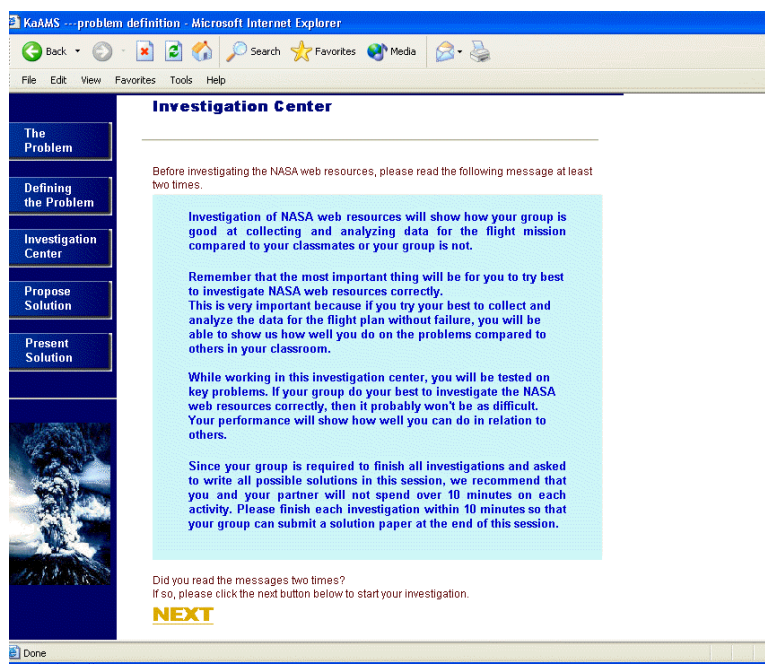 KaAMS ---problem definition - Microsoft Internet Explorer
Back Search Favorites Media
File Edit View Favorites Tools Help
Investigation Center
The
Problem
Defining
the Problem
Investigation
Center
Propose
Solution
Present
Solution
Before investigating the NASA web resources, please read the following message at least
two times.
Investigation of NASA web resources will show how your group is
good at collecting and analyzing data for the flight mission
compared to your classmates or your group is not.
Remember that the most important thing will be for you to try best
to investigate NASA web resources correctly.
This is very important because if you try your best to collect and
analyze the data for the flight plan without failure, you will be
able to show us how well you do on the problems compared to
others in your classroom.
While working in this investigation center, you will be tested on
key problems. If your group do your best to investigate the NASA
web resources correctly, then it probably won't be as difficult.
Your performance will show how well you can do in relation to
others.
Since your group is required to finish all investigations and asked
to write all possible solutions in this session, we recommend that
you and your partner will not spend over 10 minutes on each
activity. Please finish each investigation within 10 minutes so that
your group can submit a solution paper at the end of this session.
Did you read the messages two times?
If so, please click the next button below to start your investigation.
NEXT
Done